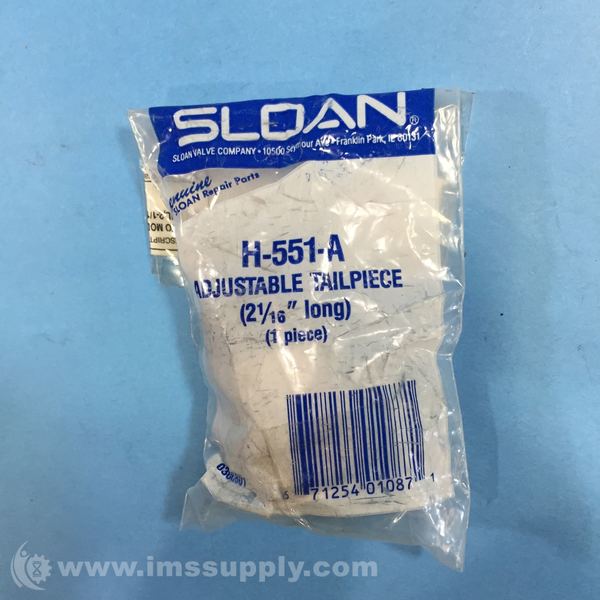 SLOAN®
SLOAN VALVE COMPANY • 10500 Seymour Ave • Franklin Park, IL 60131
Genuine
SLOAN Repair Parts
H-551-A
ADJUSTABLE TAILPIECE
(2 1/16" long)
(1 piece)
71254 01087 1
www.imssupply.com